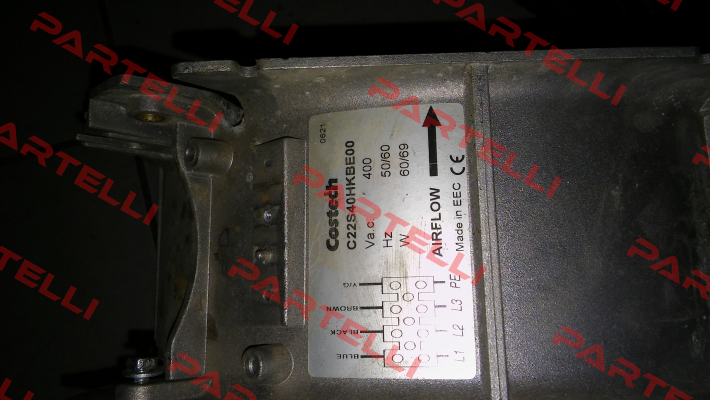 0621
Costech
C22S40HKBE00
Va.c. 400
Hz 50/60
W 60/69
AIRFLOW
Made in EEC CE
Y/G PE
BROWN L3
BLACK L2
BLUE L1
PARTELLI
PARTELLI
PARTELLI
PARTELLI
PARTELLI
PARTELLI
PARTELLI
PARTELLI
PARTELLI